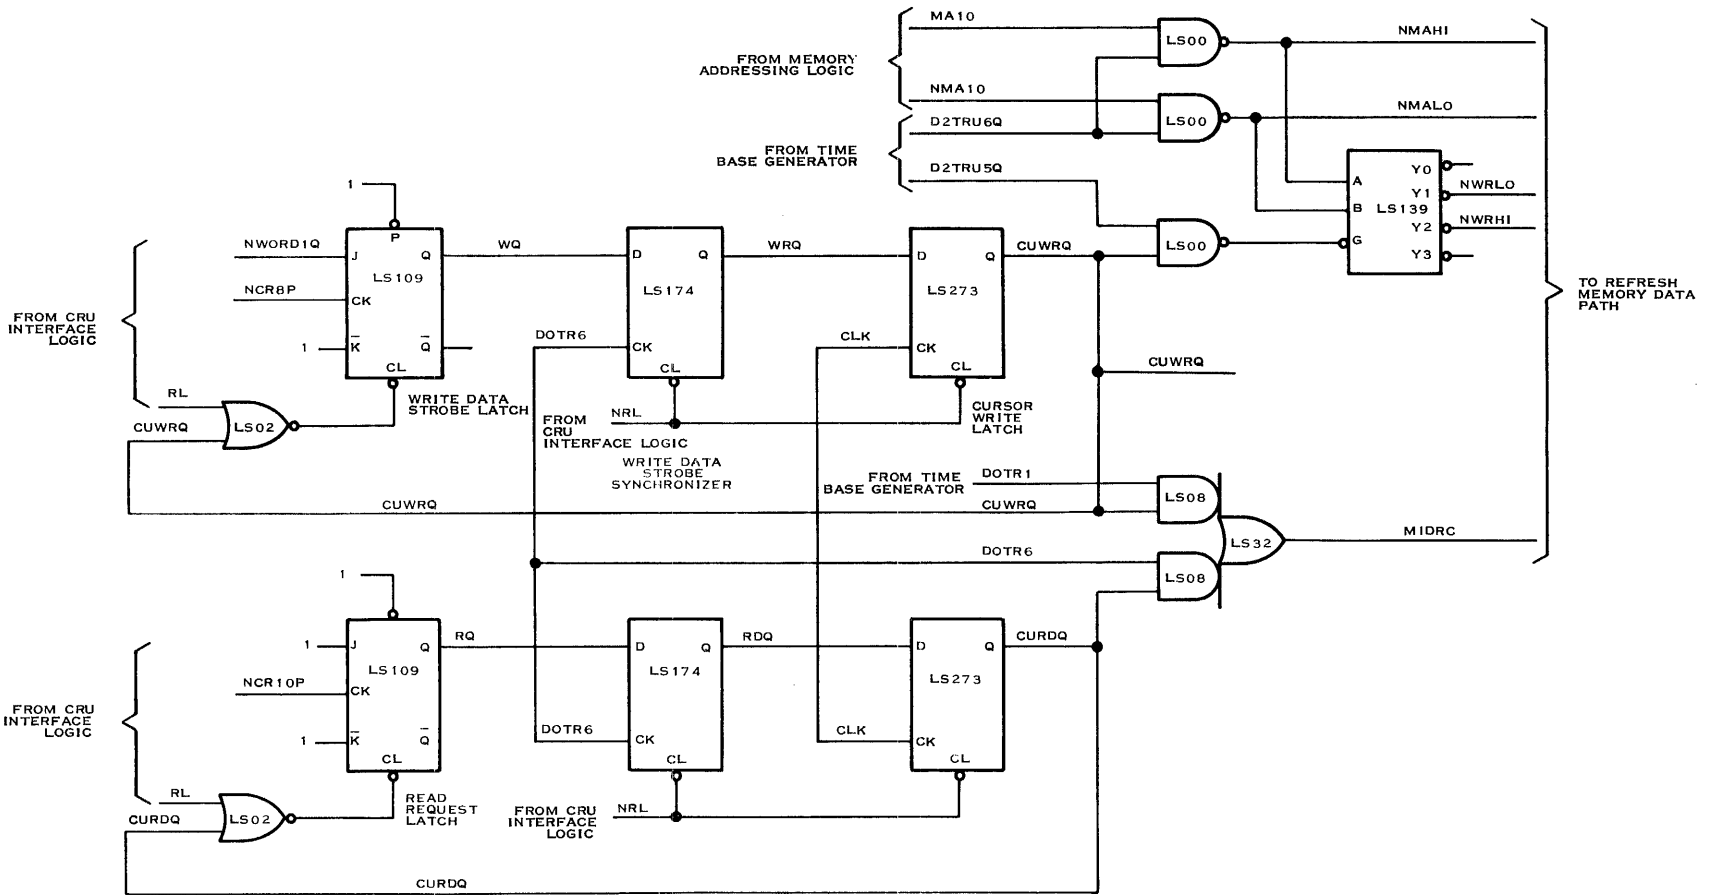 MA10
LS00
NMAHI
FROM MEMORY
ADDRESSING LOGIC
NMA10
LS00
NMALO
D2TRU6Q
FROM TIME
BASE GENERATOR
D2TRU5Q
A
B
G
LS139
Y0
Y1
Y2
Y3
NWRLO
NWRHI
LS00
TO REFRESH
MEMORY DATA
PATH
1
P
NWORD1Q
J
Q
LS109
NCR8P
CK
1
K
Q
CL
FROM CRU
INTERFACE
LOGIC
RL
CUWRQ
LS02
WRITE DATA
STROBE LATCH
WQ
D
Q
LS174
DOTR6
CK
CL
WRQ
D
Q
LS273
CLK
CK
CL
CUWRQ
CUWRQ
NRL
FROM
CRU
INTERFACE LOGIC
CURSOR
WRITE
LATCH
WRITE DATA
STROBE
SYNCHRONIZER
FROM TIME
BASE GENERATOR
DOTR1
CUWRQ
CUWRQ
LS08
DOTR6
LS08
LS32
MIDRC
1
1
J
Q
LS109
NCR10P
CK
1
K
Q
CL
FROM CRU
INTERFACE
LOGIC
RL
CURDQ
LS02
READ
REQUEST
LATCH
RQ
D
Q
LS174
DOTR6
CK
CL
RDQ
D
Q
LS273
CLK
CK
CL
CURDQ
FROM CRU
INTERFACE
LOGIC
NRL
CURDQ